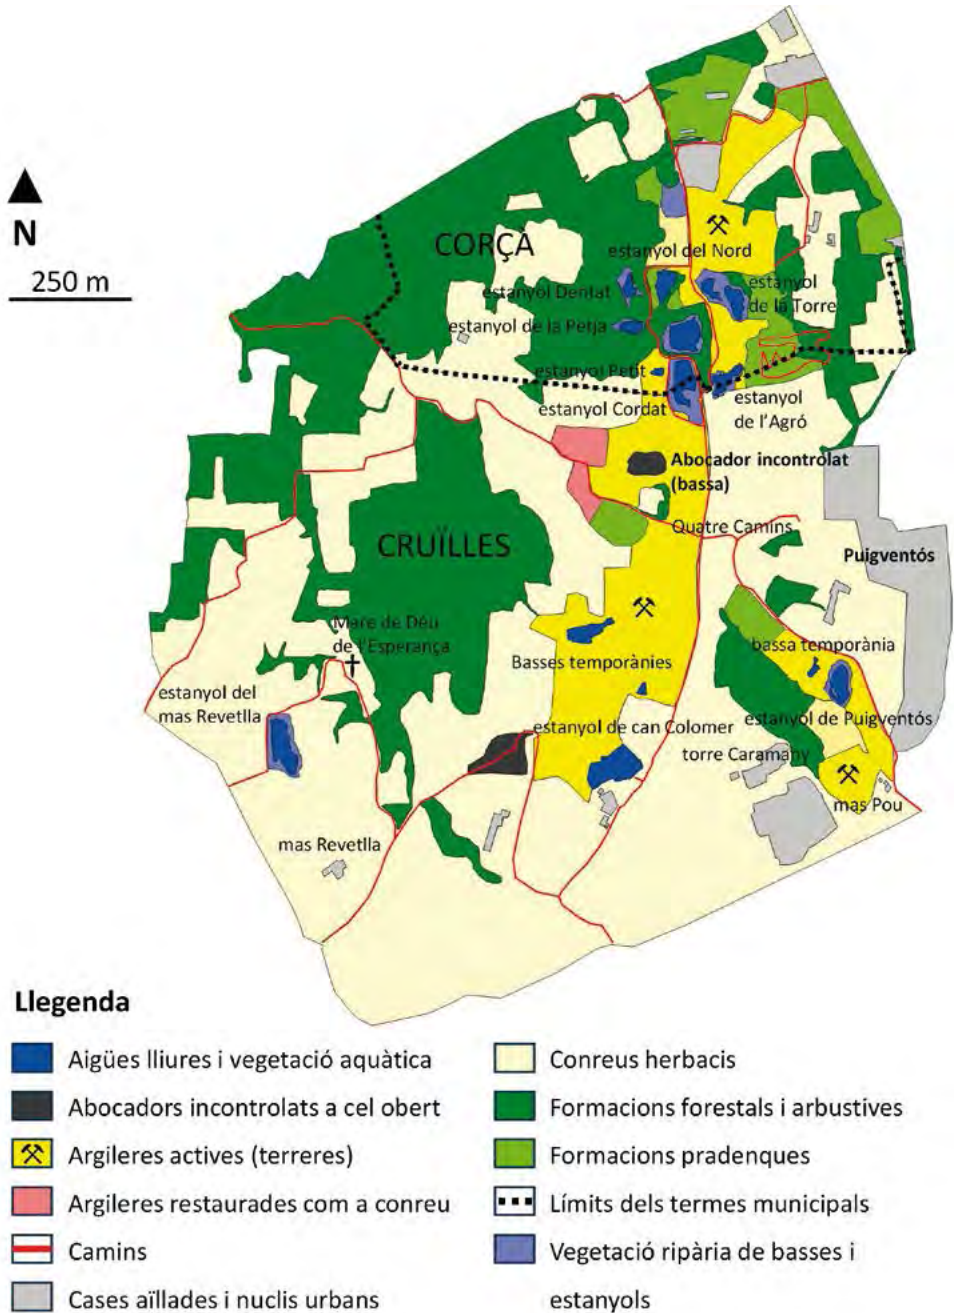 N
250 m
CORÇÀ
estanyol del Nord
estanyol Dentat
estanyol
de la Torre
estanyol de la Perja
estanyol Petit
estanyol Cordat
estanyol
de l'Agró
Abocador incontrolat
(bassa)
Quatre Camins
CRUÏLLES
Puigventós
Mare de Déu
de l'Esperança
Basses temporànies
bassa temporània
estanyol del
mas Revetlla
estanyol de can Colomer
estanyol de Puigventós
torre Caramany
mas Pou
mas Revetlla
Llegenda
Aigües lliures i vegetació aquàtica
Abocadors incontrolats a cel obert
Argileres actives (terreres)
Argileres restaurades com a conreu
Camins
Cases aïllades i nuclis urbans
Conreus herbacis
Formacions forestals i arbustives
Formacions pradenques
Límits dels termes municipals
Vegetació ripària de basses i
estanyols